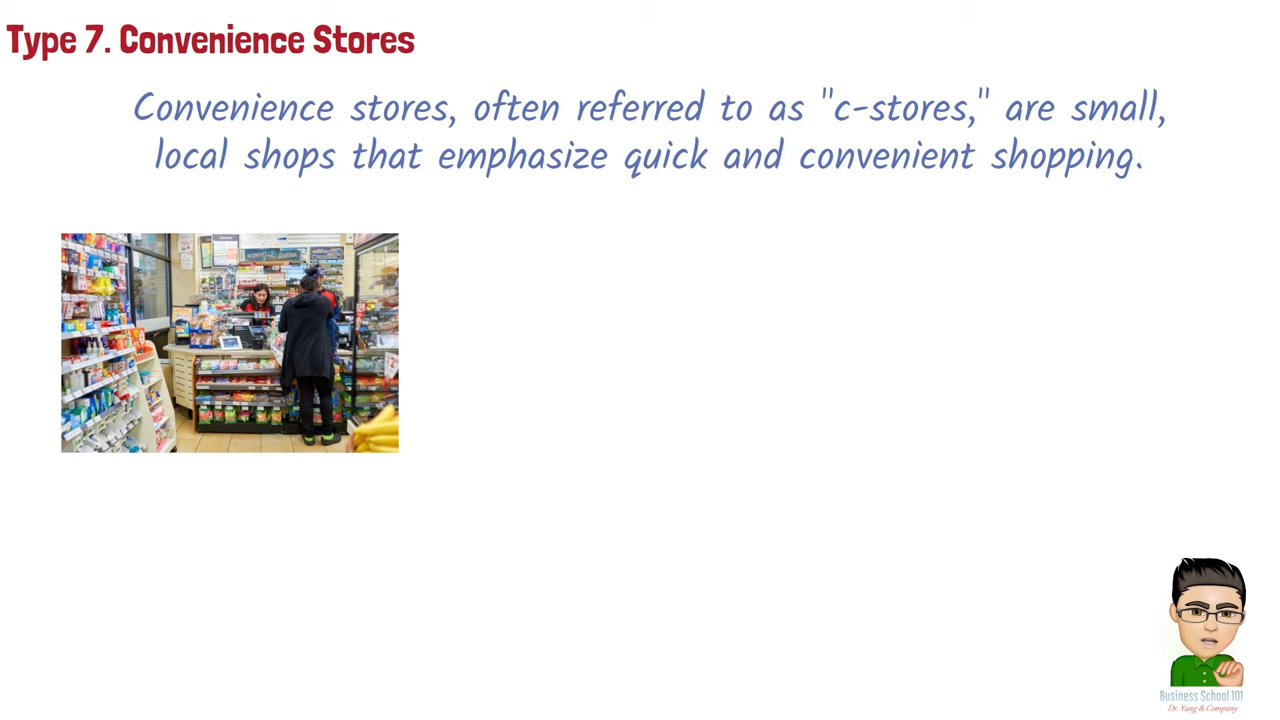 Type 7. Convenience Stores
Convenience stores, often referred to as "c-stores," are small,
local shops that emphasize quick and convenient shopping.
Business School 101
Dr. Yang & Company